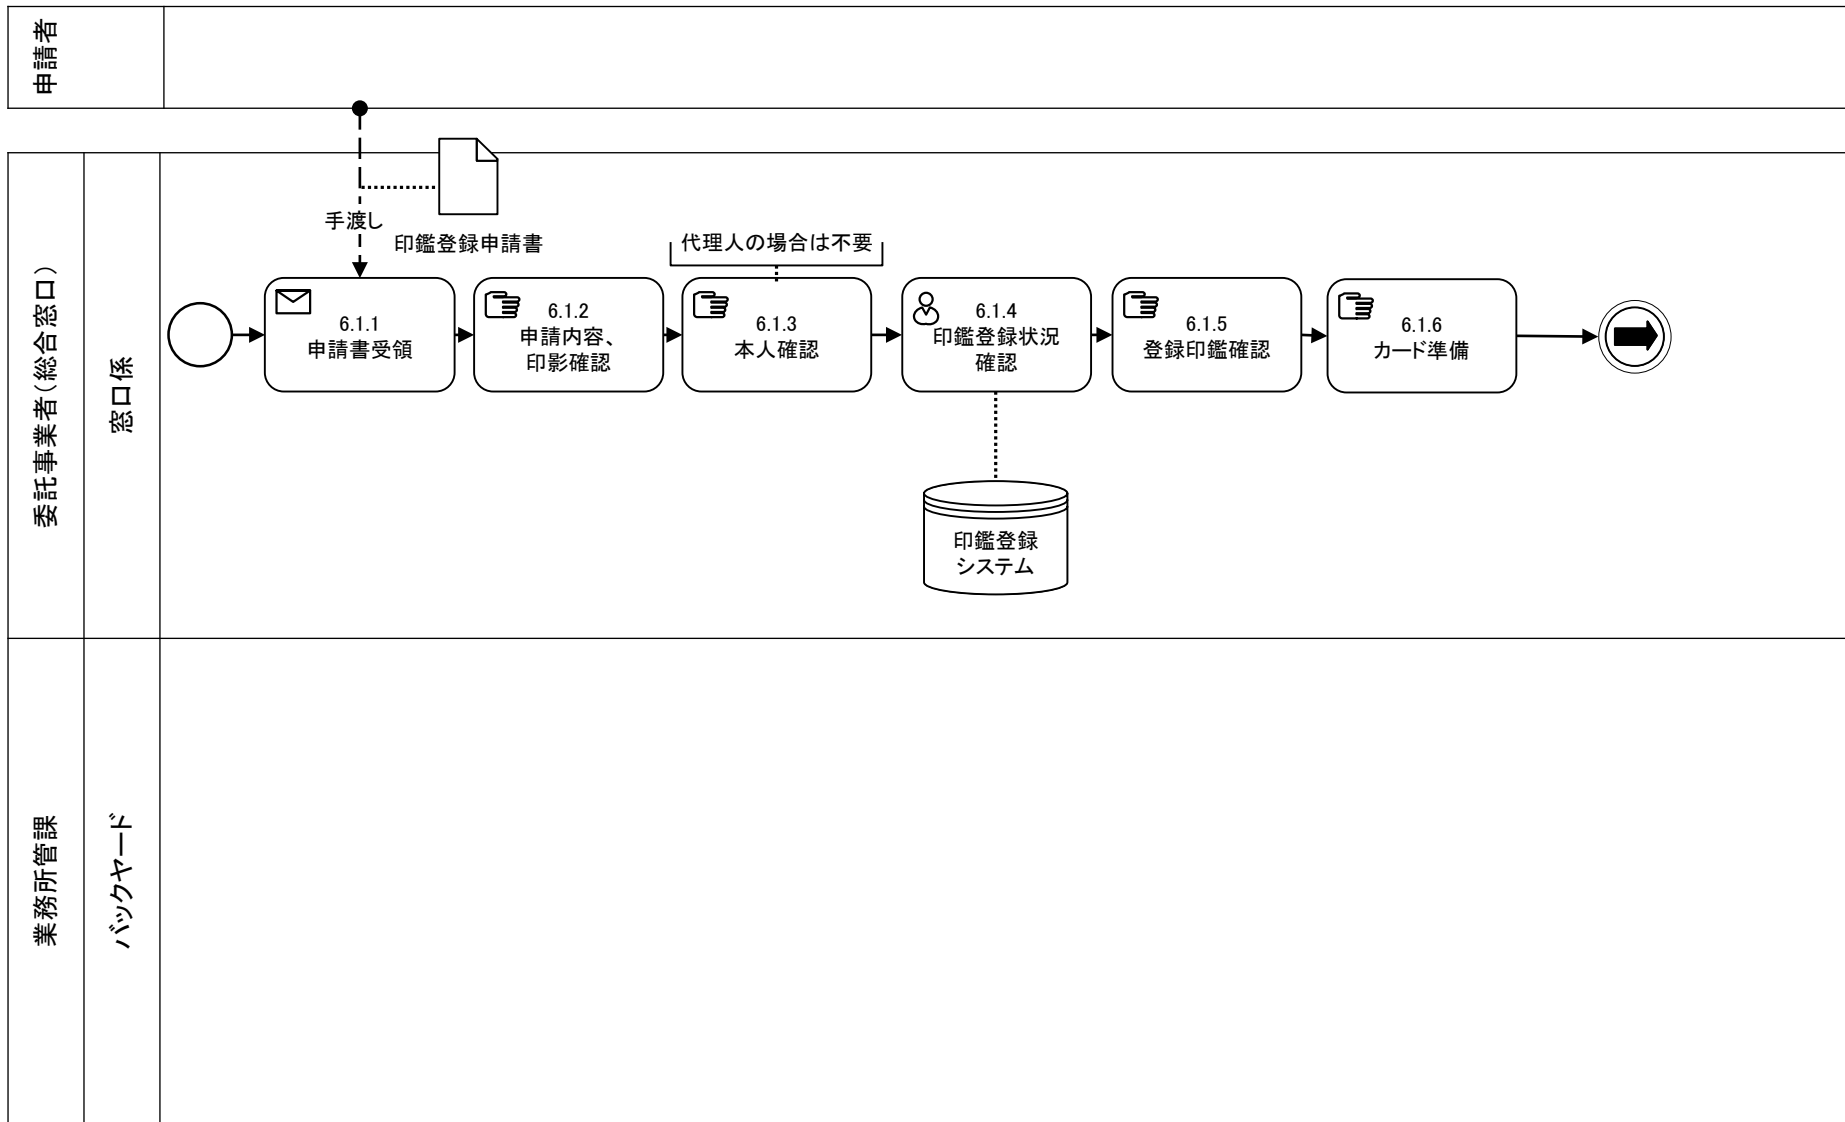 申請者
委託事業者（総合窓口）
窓口係
手渡し
印鑑登録申請書
代理人の場合は不要
6.1.1
申請書受領
6.1.2
申請内容、
印影確認
6.1.3
本人確認
6.1.4
印鑑登録状況
確認
6.1.5
登録印鑑確認
6.1.6
カード準備
印鑑登録
システム
業務所管課
バックヤード